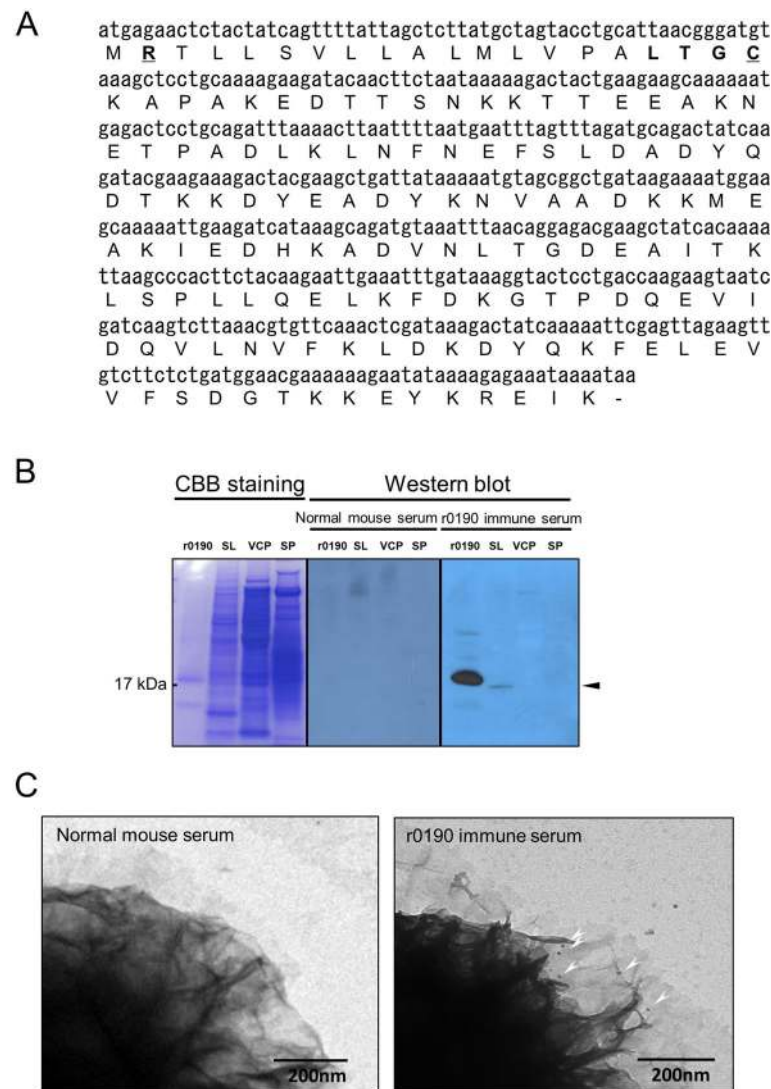 A
atgagaactctactatcagttttattagctcttatgctagtacctgcattaacgggatgt
M R T L L S V L L A L M L V P A L T G C
aaagctcctgcaaaagaagatacaacttctaataaaaagactactgaagaagcaaaaaat
K A P A K E D T T S N K K T T E E A K N
gagactcctgcagatttaaaacttaattttaatgaatttagtttagatgcagactatcaa
E T P A D L K L N F N E F S L D A D Y Q
gatacgaagaaagactacgaagctgattataaaaatgtagcggctgataagaaaatggaa
D T K K D Y E A D Y K N V A A D K K M E
gcaaaaattgaagatcataaagcagatgtaaatttaacaggagacgaagctatcacaaaa
A K I E D H K A D V N L T G D E A I T K
ttaagcccacttctacaagaattgaaatttgataaaggtactcctgaccaagaagtaatc
L S P L L Q E L K F D K G T P D Q E V I
gatcaagtcttaaacgtgttcaaactcgataaagactatcaaaaattcgagttagaagtt
D Q V L N V F K L D K D Y Q K F E L E V
gtcttctctgatggaacgaaaaaagaatataaaagagaaataaaataa
V F S D G T K K E Y K R E I K -
B
CBB staining Western blot
Normal mouse serum r0190 immune serum
r0190 SL VCP SP r0190 SL VCP SP r0190 SL VCP SP
17 kDa
C
Normal mouse serum r0190 immune serum
200nm 200nm